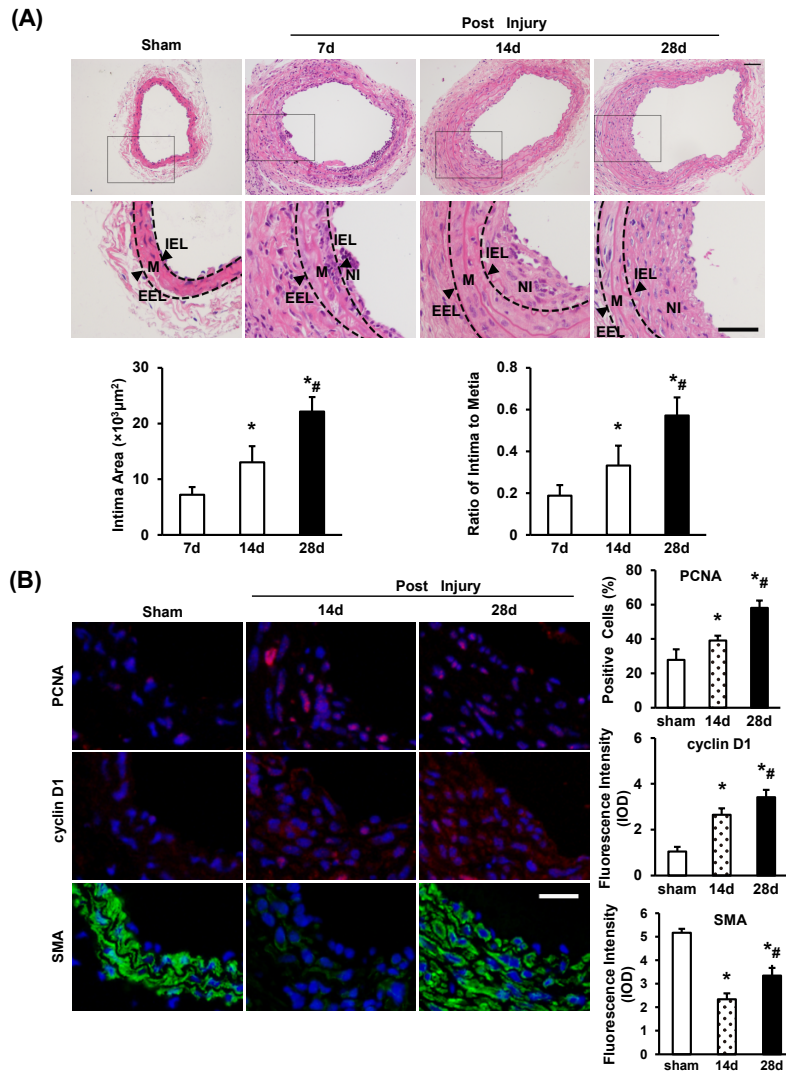 (A)
Post Injury
Sham 7d 14d 28d
IEL
M
EEL
IEL
M
NI
EEL
IEL
M
NI
EEL
IEL
M
NI
EEL
Intima Area (×10³µm²)
30
20
10
0
*
*#
7d 14d 28d
Ratio of Intima to Metia
0.8
0.6
0.4
0.2
0
*
*#
7d 14d 28d
(B)
Post Injury
Sham 14d 28d
PCNA
cyclin D1
SMA
Positive Cells (%)
PCNA
80
60
40
20
0
*
*#
sham 14d 28d
Fluorescence Intensity
(IOD)
cyclin D1
6
4
2
0
*
*#
sham 14d 28d
Fluorescence Intensity
(IOD)
SMA
6
5
4
3
2
1
0
*
*#
sham 14d 28d